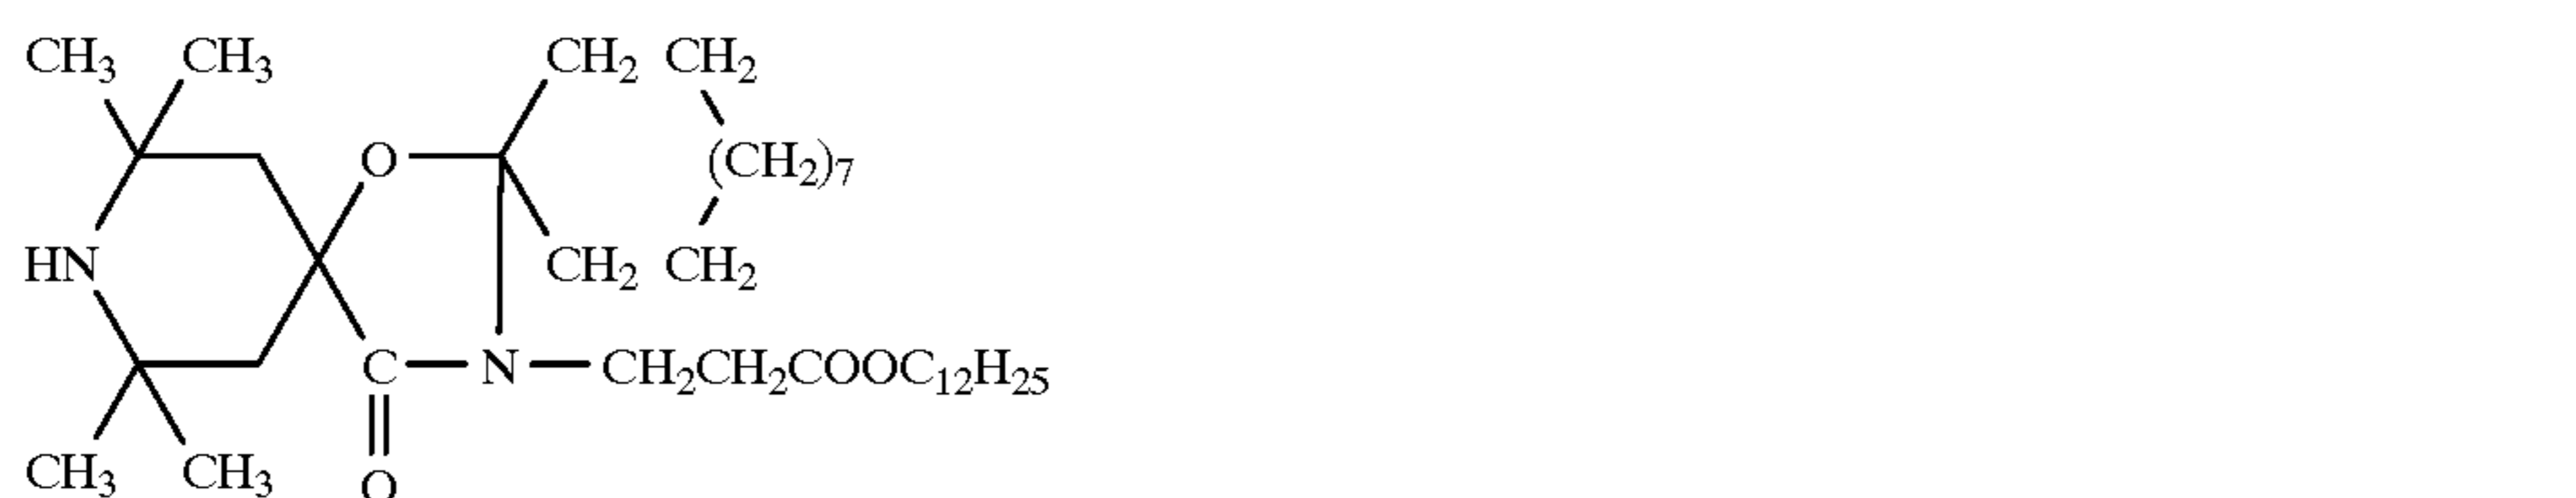 CH₃ CH₃ CH₂ CH₂
O (CH₂)₇
HN CH₂ CH₂
C N CH₂CH₂COOC₁₂H₂₅
CH₃ CH₃ O